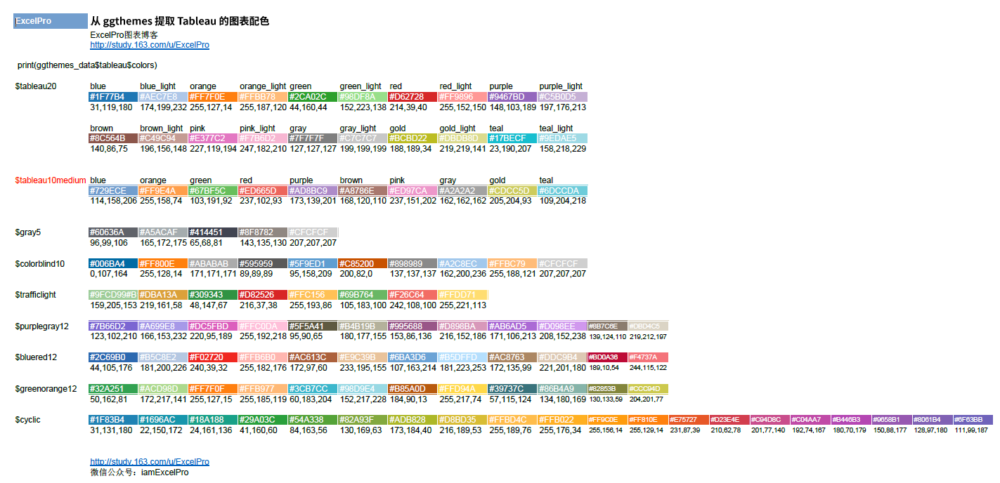 ExcelPro 从 ggthemes 提取 Tableau 的图表配色
ExcelPro图表博客
http://study.163.com/u/ExcelPro
print(ggthemes_data$tableau$colors)
$tableau20 blue blue_light orange orange_light green green_light red red_light purple purple_light
#1F77B4 #AEC7E8 #FF7F0E #FFBB78 #2CA02C #98DF8A #D62728 #FF9896 #9467BD #C5B0D5
31,119,180 174,199,232 255,127,14 255,187,120 44,160,44 152,223,138 214,39,40 255,152,150 148,103,189 197,176,213
brown brown_light pink pink_light gray gray_light gold gold_light teal teal_light
#8C564B #C49C94 #E377C2 #F7B6D2 #7F7F7F #C7C7C7 #BCBD22 #DBDB8D #17BECF #9EDAE5
140,86,75 196,156,148 227,119,194 247,182,210 127,127,127 199,199,199 188,189,34 219,219,141 23,190,207 158,218,229
$tableau10medium blue orange green red purple brown pink gray gold teal
#729ECE #FF9E4A #67BF5C #ED665D #AD8BC9 #A8786E #ED97CA #A2A2A2 #CDCC5D #6DCCDA
114,158,206 255,158,74 103,191,92 237,102,93 173,139,201 168,120,110 237,151,202 162,162,162 205,204,93 109,204,218
$gray5 #60636A #A5ACAF #414451 #8F8782 #CFCFCF
96,99,106 165,172,175 65,68,81 143,135,130 207,207,207
$colorblind10 #006BA4 #FF800E #ABABAB #595959 #5F9ED1 #C85200 #898989 #A2C8EC #FFBC79 #CFCFCF
0,107,164 255,128,14 171,171,171 89,89,89 95,158,209 200,82,0 137,137,137 162,200,236 255,188,121 207,207,207
$trafficlight #9FCD99#B #DBA13A #309343 #D82526 #FFC156 #69B764 #F26C64 #FFDD71
159,205,153 219,161,58 48,147,67 216,37,38 255,193,86 105,183,100 242,108,100 255,221,113
$purplegray12 #7B66D2 #A699E8 #DC5FBD #FFC0DA #5F5A41 #B4B19B #995688 #D898BA #AB6AD5 #D098EE #8B7C6E #DBD4C5
123,102,210 166,153,232 220,95,189 255,192,218 95,90,65 180,177,155 153,86,136 216,152,186 171,106,213 208,152,238 139,124,110 219,212,197
$bluered12 #2C69B0 #B5C8E2 #F02720 #FFB6B0 #AC613C #E9C39B #6BA3D6 #B5DFFD #AC8763 #DDC9B4 #BD0A36 #F4737A
44,105,176 181,200,226 240,39,32 255,182,176 172,97,60 233,195,155 107,163,214 181,223,253 172,135,99 221,201,180 189,10,54 244,115,122
$greenorange12 #32A251 #ACD98D #FF7F0F #FFB977 #3CB7CC #98D9E4 #B85A0D #FFD94A #39737C #86B4A9 #82853B #CCC94D
50,162,81 172,217,141 255,127,15 255,185,119 60,183,204 152,217,228 184,90,13 255,217,74 57,115,124 134,180,169 130,133,59 204,201,77
$cyclic #1F83B4 #1696AC #18A188 #29A03C #54A338 #82A93F #ADB828 #D8BD35 #FFBD4C #FFB022 #FF9C0E #FF810E #E75727 #D23E4E #C94D8C #C04AA7 #B446B3 #9658B1 #8061B4 #6F63BB
31,131,180 22,150,172 24,161,136 41,160,60 84,163,56 130,169,63 173,184,40 216,189,53 255,189,76 255,176,34 255,156,14 255,129,14 231,87,39 210,62,78 201,77,140 192,74,167 180,70,179 150,88,177 128,97,180 111,99,187
http://study.163.com/u/ExcelPro
微信公众号：iamExcelPro